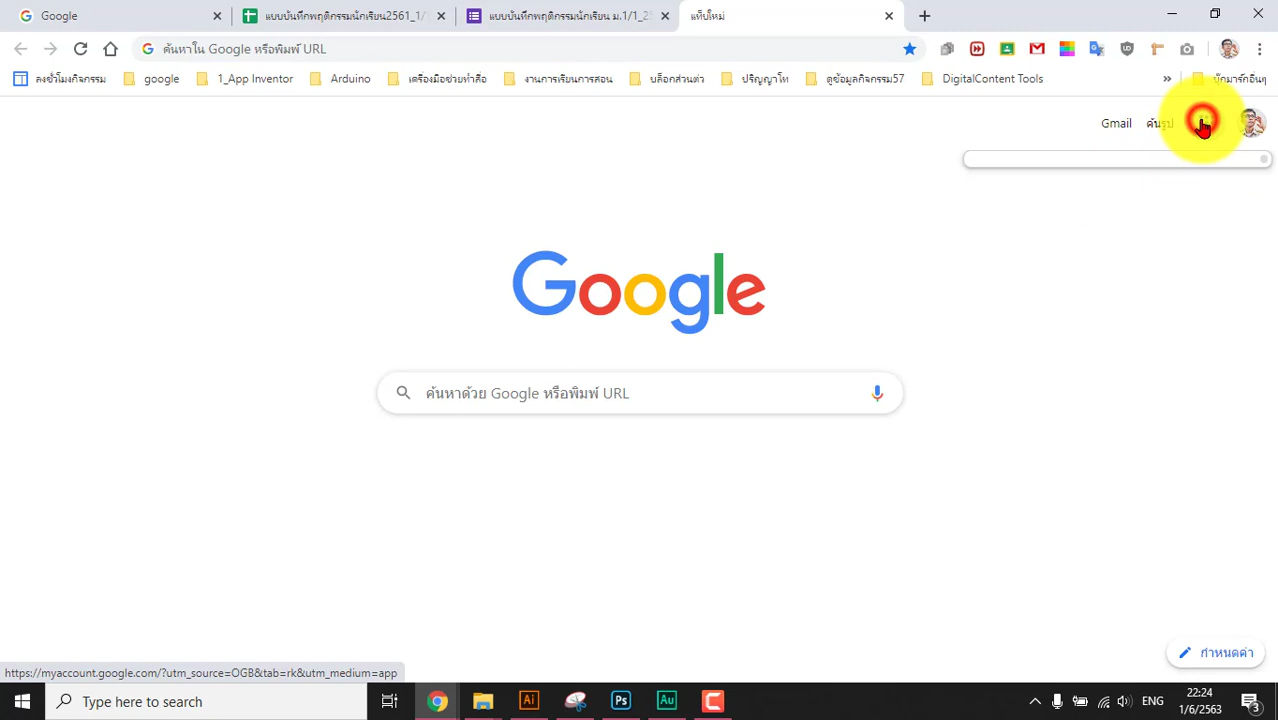 Google
แบบบันทึกพฤติกรรมนักเรียน2561_1/1
แบบบันทึกพฤติกรรมนักเรียน ม.1/1_25
แท็บใหม่
ค้นหาใน Google หรือพิมพ์ URL
ลงชั่วโมงกิจกรรม
google
1_App Inventor
Arduino
เครื่องมือช่วยทำสื่อ
งานการเรียนการสอน
บล็อกส่วนต่ว
ปริญญาโท
ดูข้อมูลกิจกรรม57
DigitalContent Tools
»
บุ๊กมาร์กอื่นๆ
Gmail
ค้นรูป
Google
ค้นหาด้วย Google หรือพิมพ์ URL
กำหนดค่า
https://myaccount.google.com/?utm_source=OGB&tab=rk&utm_medium=app
Type here to search
Ai
Ps
Au
ENG
22:24
1/6/2563
3